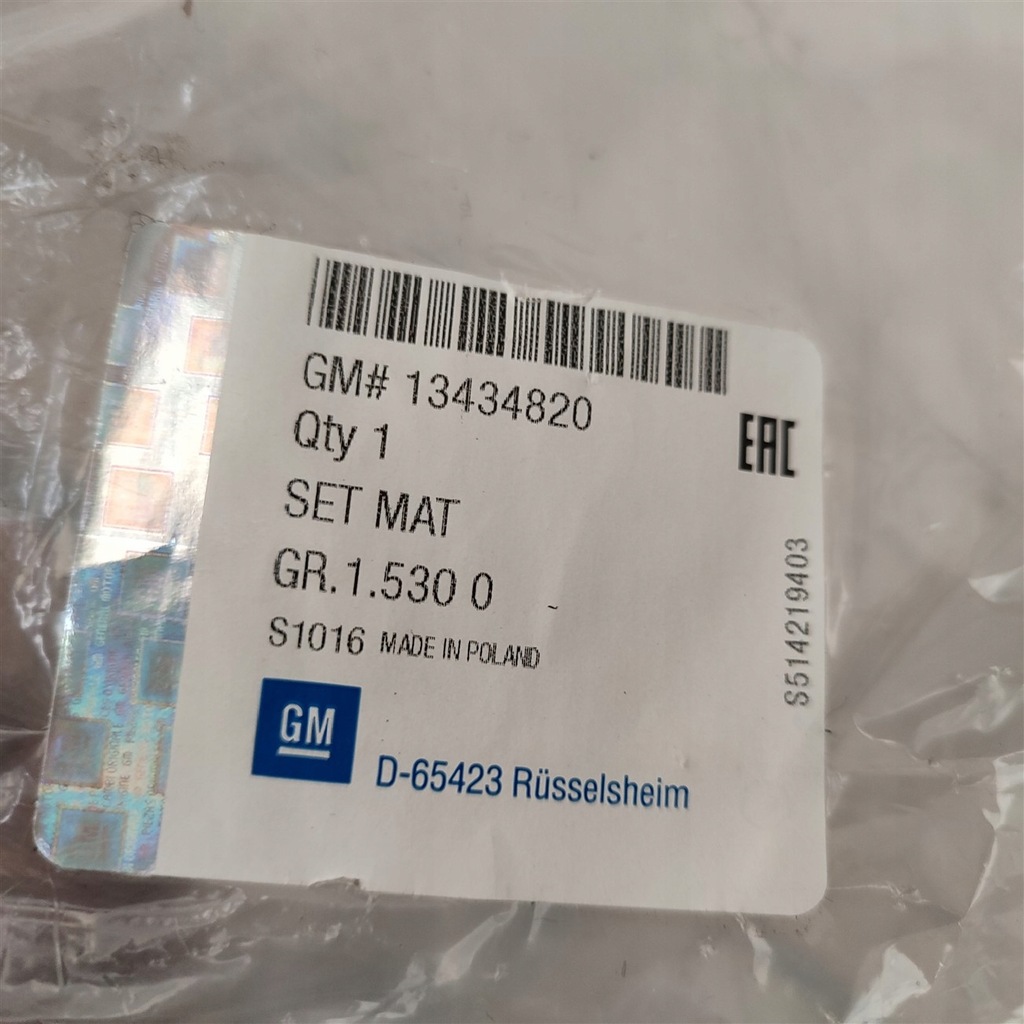 GM# 13434820
Qty 1
EAC
SET MAT
GR.1.530 0
S1016 MADE IN POLAND
S514219403
GM
D-65423 Rüsselsheim